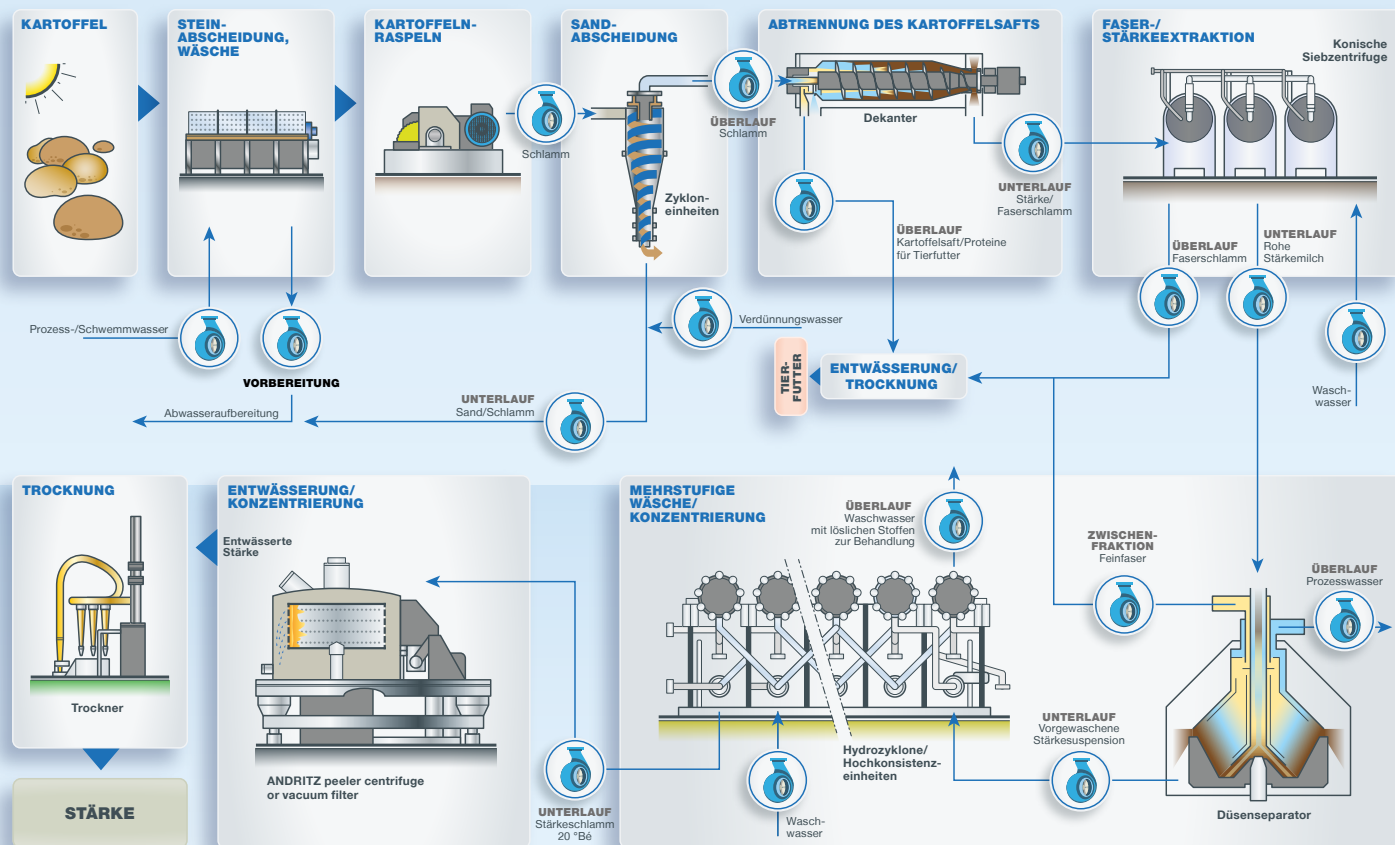 KARTOFFEL
STEIN-
ABSCHEIDUNG,
WÄSCHE
KARTOFFELN-
RASPELN
Schlamm
SAND-
ABSCHEIDUNG
Zyklon-
einheiten
ÜBERLAUF
Schlamm
ABTRENNUNG DES KARTOFFELSAFTS
Dekanter
ÜBERLAUF
Kartoffelsaft/Proteine
für Tierfutter
UNTERLAUF
Stärke/
Faserschlamm
FASER-/
STÄRKEEXTRAKTION
Konische
Siebzentrifuge
ÜBERLAUF
Faserschlamm
UNTERLAUF
Rohe
Stärkemilch
Wasch-
wasser
Prozess-/Schwemmwasser
VORBEREITUNG
Abwasseraufbereitung
UNTERLAUF
Sand/Schlamm
Verdünnungswasser
TIER-
FUTTER
ENTWÄSSERUNG/
TROCKNUNG
TROCKNUNG
Trockner
STÄRKE
ENTWÄSSERUNG/
KONZENTRIERUNG
Entwässerte
Stärke
ANDRITZ peeler centrifuge
or vacuum filter
UNTERLAUF
Stärkeschlamm
20 °Bé
MEHRSTUFIGE
WÄSCHE/
KONZENTRIERUNG
ÜBERLAUF
Waschwasser
mit löslichen Stoffen
zur Behandlung
Hydrozyklone/
Hochkonsistenz-
einheiten
Wasch-
wasser
ZWISCHEN-
FRAKTION
Feinfaser
UNTERLAUF
Vorgewaschene
Stärkesuspension
ÜBERLAUF
Prozesswasser
Düsenseparator